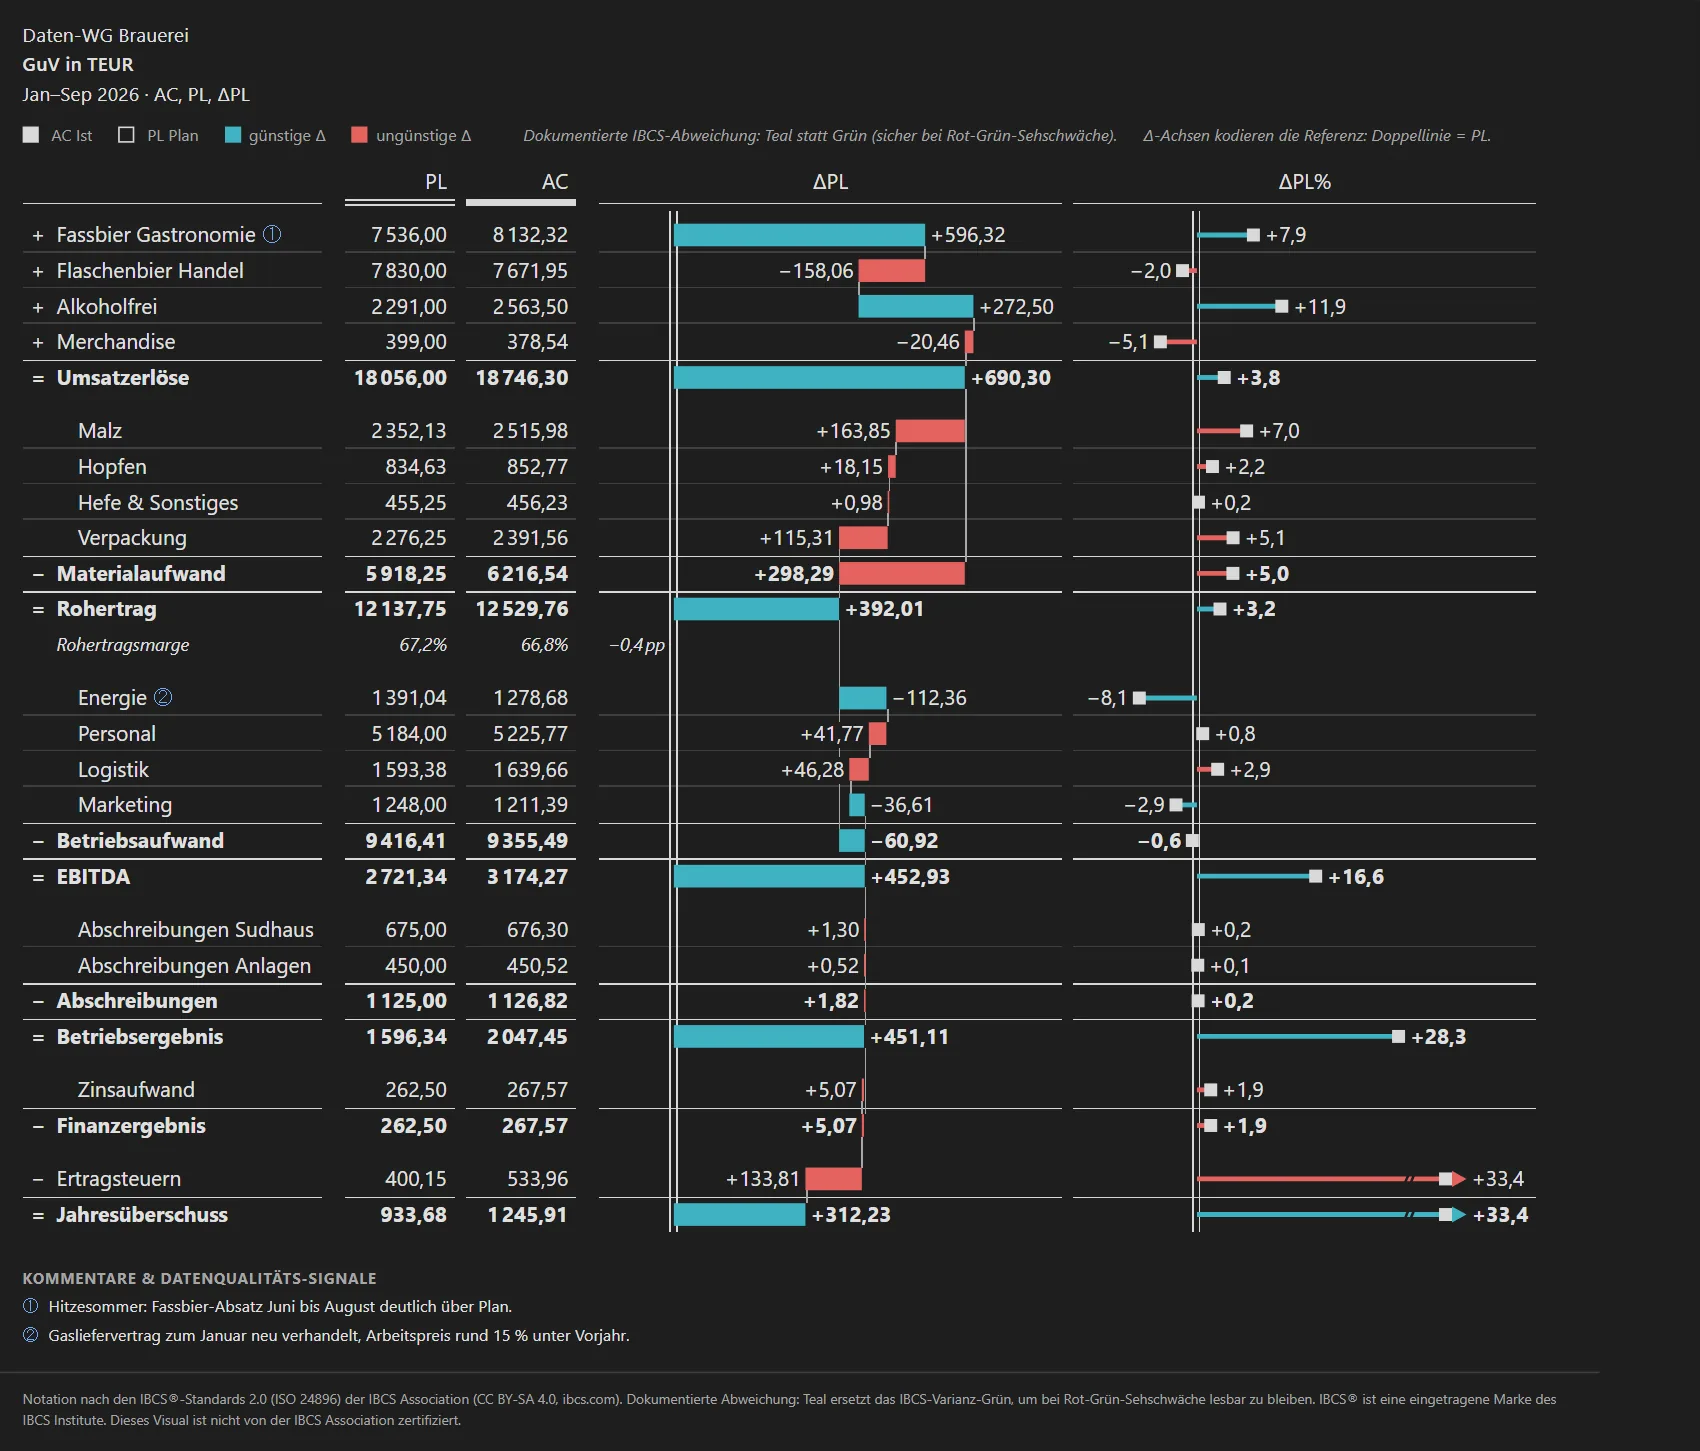 Daten-WG Brauerei
GuV in TEUR
Jan–Sep 2026 · AC, PL, ΔPL
AC Ist PL Plan günstige Δ ungünstige Δ Dokumentierte IBCS-Abweichung: Teal statt Grün (sicher bei Rot-Grün-Sehschwäche). Δ-Achsen kodieren die Referenz: Doppellinie = PL.
PL AC ΔPL ΔPL%
+ Fassbier Gastronomie ① 7 536,00 8 132,32 +596,32 +7,9
+ Flaschenbier Handel 7 830,00 7 671,95 −158,06 −2,0
+ Alkoholfrei 2 291,00 2 563,50 +272,50 +11,9
+ Merchandise 399,00 378,54 −20,46 −5,1
= Umsatzerlöse 18 056,00 18 746,30 +690,30 +3,8
Malz 2 352,13 2 515,98 +163,85 +7,0
Hopfen 834,63 852,77 +18,15 +2,2
Hefe & Sonstiges 455,25 456,23 +0,98 +0,2
Verpackung 2 276,25 2 391,56 +115,31 +5,1
− Materialaufwand 5 918,25 6 216,54 +298,29 +5,0
= Rohertrag 12 137,75 12 529,76 +392,01 +3,2
Rohertragsmarge 67,2% 66,8% −0,4 pp
Energie ② 1 391,04 1 278,68 −112,36 −8,1
Personal 5 184,00 5 225,77 +41,77 +0,8
Logistik 1 593,38 1 639,66 +46,28 +2,9
Marketing 1 248,00 1 211,39 −36,61 −2,9
− Betriebsaufwand 9 416,41 9 355,49 −60,92 −0,6
= EBITDA 2 721,34 3 174,27 +452,93 +16,6
Abschreibungen Sudhaus 675,00 676,30 +1,30 +0,2
Abschreibungen Anlagen 450,00 450,52 +0,52 +0,1
− Abschreibungen 1 125,00 1 126,82 +1,82 +0,2
= Betriebsergebnis 1 596,34 2 047,45 +451,11 +28,3
Zinsaufwand 262,50 267,57 +5,07 +1,9
− Finanzergebnis 262,50 267,57 +5,07 +1,9
− Ertragsteuern 400,15 533,96 +133,81 +33,4
= Jahresüberschuss 933,68 1 245,91 +312,23 +33,4
KOMMENTARE & DATENQUALITÄTS-SIGNALE
① Hitzesommer: Fassbier-Absatz Juni bis August deutlich über Plan.
② Gasliefervertrag zum Januar neu verhandelt, Arbeitspreis rund 15 % unter Vorjahr.
Notation nach den IBCS®-Standards 2.0 (ISO 24896) der IBCS Association (CC BY-SA 4.0, ibcs.com). Dokumentierte Abweichung: Teal ersetzt das IBCS-Varianz-Grün, um bei Rot-Grün-Sehschwäche lesbar zu bleiben. IBCS® ist eine eingetragene Marke des
IBCS Institute. Dieses Visual ist nicht von der IBCS Association zertifiziert.